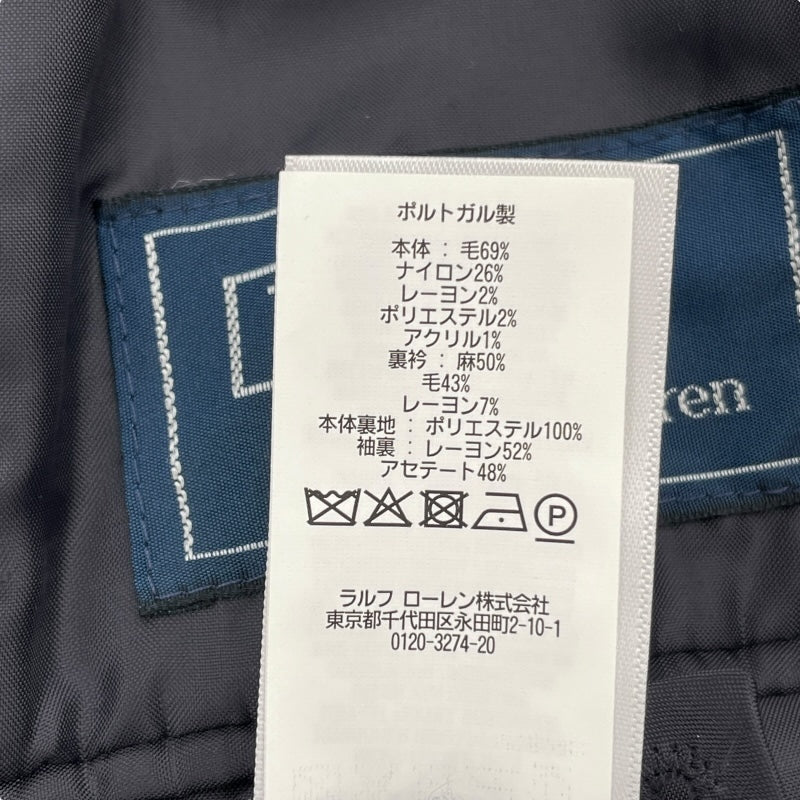 ポルトガル製
本体 : 毛69%
ナイロン26%
レーヨン2%
ポリエステル2%
アクリル1%
裏衿 : 麻50%
毛43%
レーヨン7%
本体裏地 : ポリエステル100%
袖裏 : レーヨン52%
アセテート48%
P
ラルフ ローレン株式会社
東京都千代田区永田町2-10-1
0120-3274-20
ren